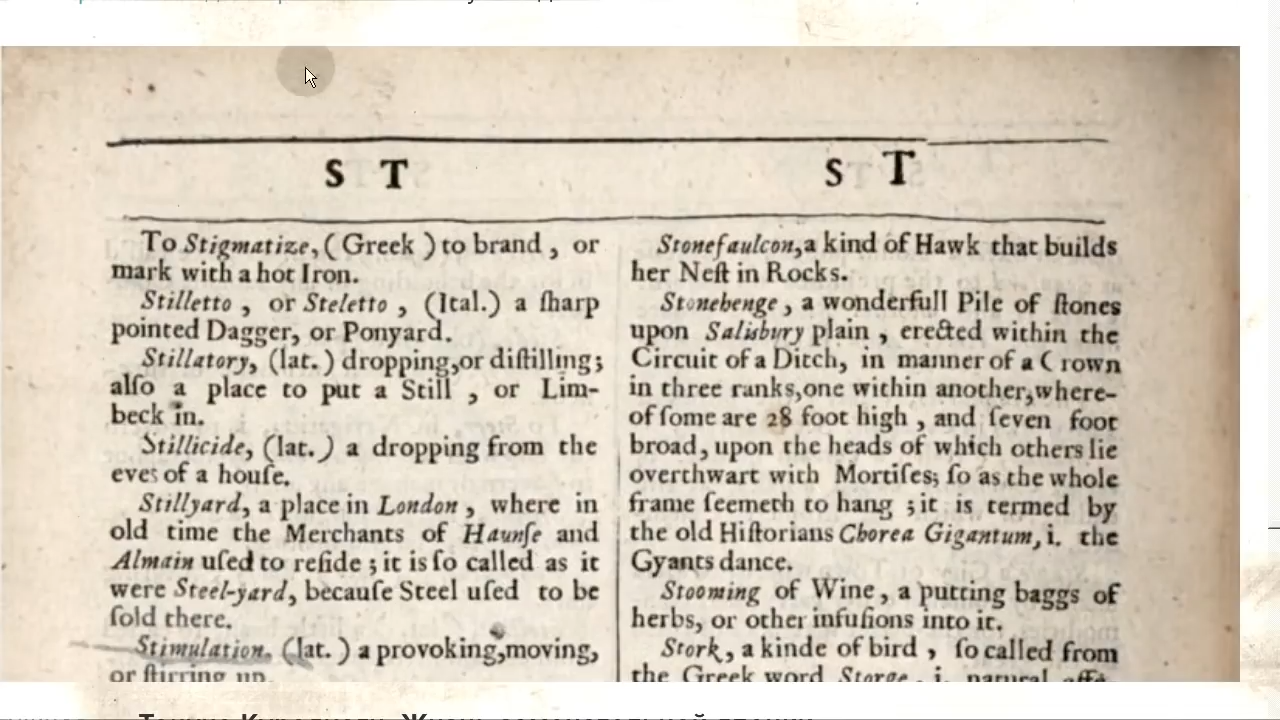 S T
To Stigmatize, ( Greek ) to brand , or
mark with a hot Iron.
Stilletto , or Steletto , (Ital.) a ſharp
pointed Dagger, or Ponyard.
Stillatory, (lat. ) dropping,or diſtilling;
alſo a place to put a Still , or Lim-
beck in.
Stillicide, (lat. ) a dropping from the
eves of a houſe.
Stillyard, a place in London , where in
old time the Merchants of Haunſe and
Almain uſed to reſide ; it is ſo called as it
were Steel-yard, becauſe Steel uſed to be
ſold there.
Stimulation, (lat. ) a provoking,moving,
or ſtirring up.
S T
Stonefaulcon,a kind of Hawk that builds
her Neſt in Rocks.
Stonehenge , a wonderfull Pile of ſtones
upon Salisbury plain , erected within the
Circuit of a Ditch, in manner of a Crown
in three ranks,one within another,where-
of ſome are 28 foot high , and ſeven foot
broad, upon the heads of which others lie
overthwart with Mortiſes; ſo as the whole
frame ſeemeth to hang ; it is termed by
the old Hiſtorians Chorea Gigantum, i. the
Gyants dance.
Stooming of Wine , a putting baggs of
herbs, or other infuſions into it.
Stork, a kinde of bird , ſo called from
the Greek word Storge , i. natural affe-